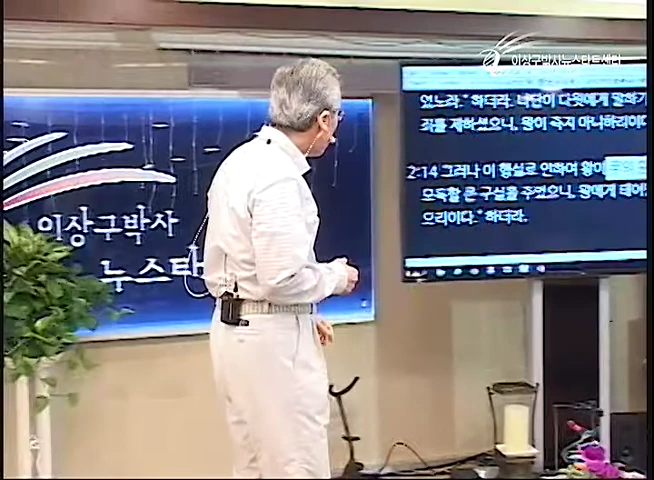 이상구박사뉴스타트센터
었노라." 하더라. 나단이 다윗에게 말하기
죄를 제하셨으니, 왕이 죽지 아니하리이다
2:14 그러나 이 행실로 인하여 왕이
모독할 큰 구실을 주었으니, 왕에게 태어
으리이다." 하더라.
이상구박사
뉴스타